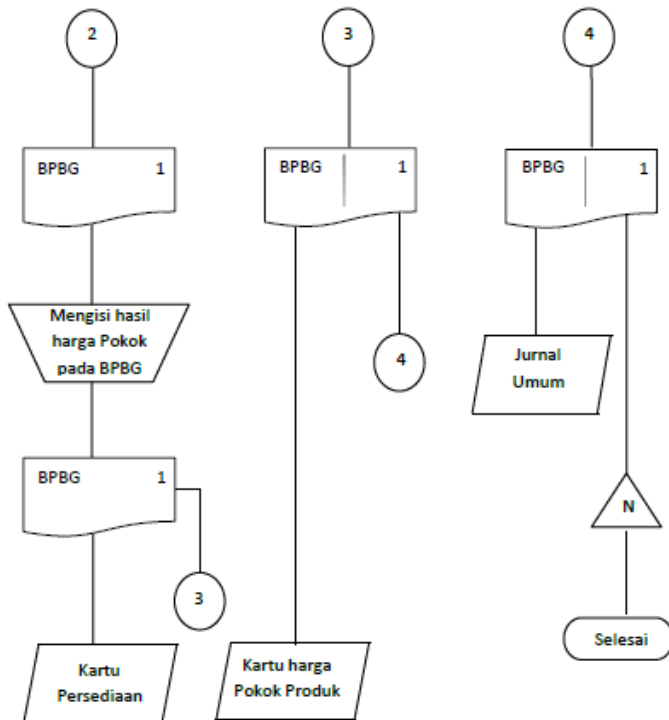 2
BPBG 1
Mengisi hasil
harga Pokok
pada BPBG
BPBG 1
3
Kartu
Persediaan
3
BPBG 1
4
Kartu harga
Pokok Produk
4
BPBG 1
Jurnal
Umum
N
Selesai